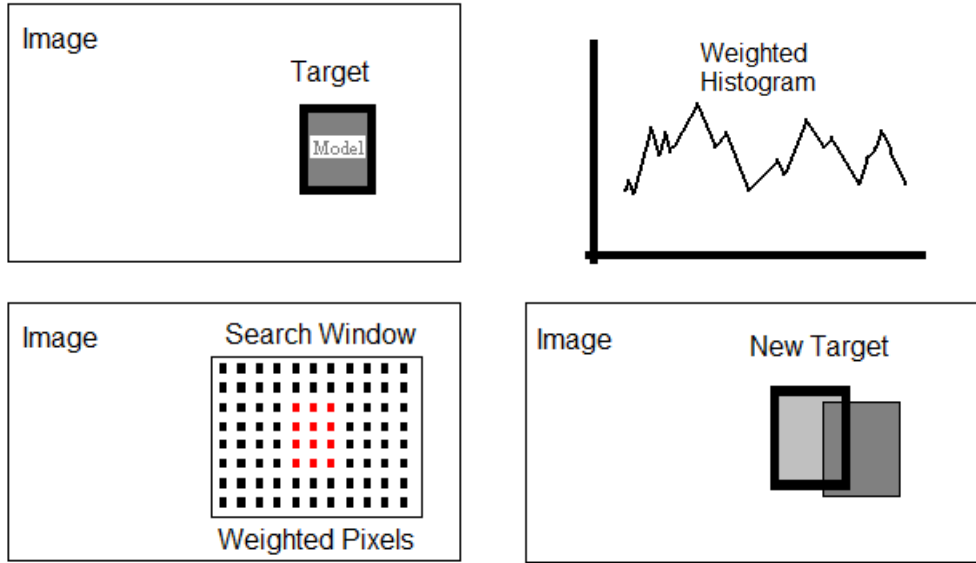 Image
Target
Model
Weighted
Histogram
Image
Search Window
Weighted Pixels
Image
New Target